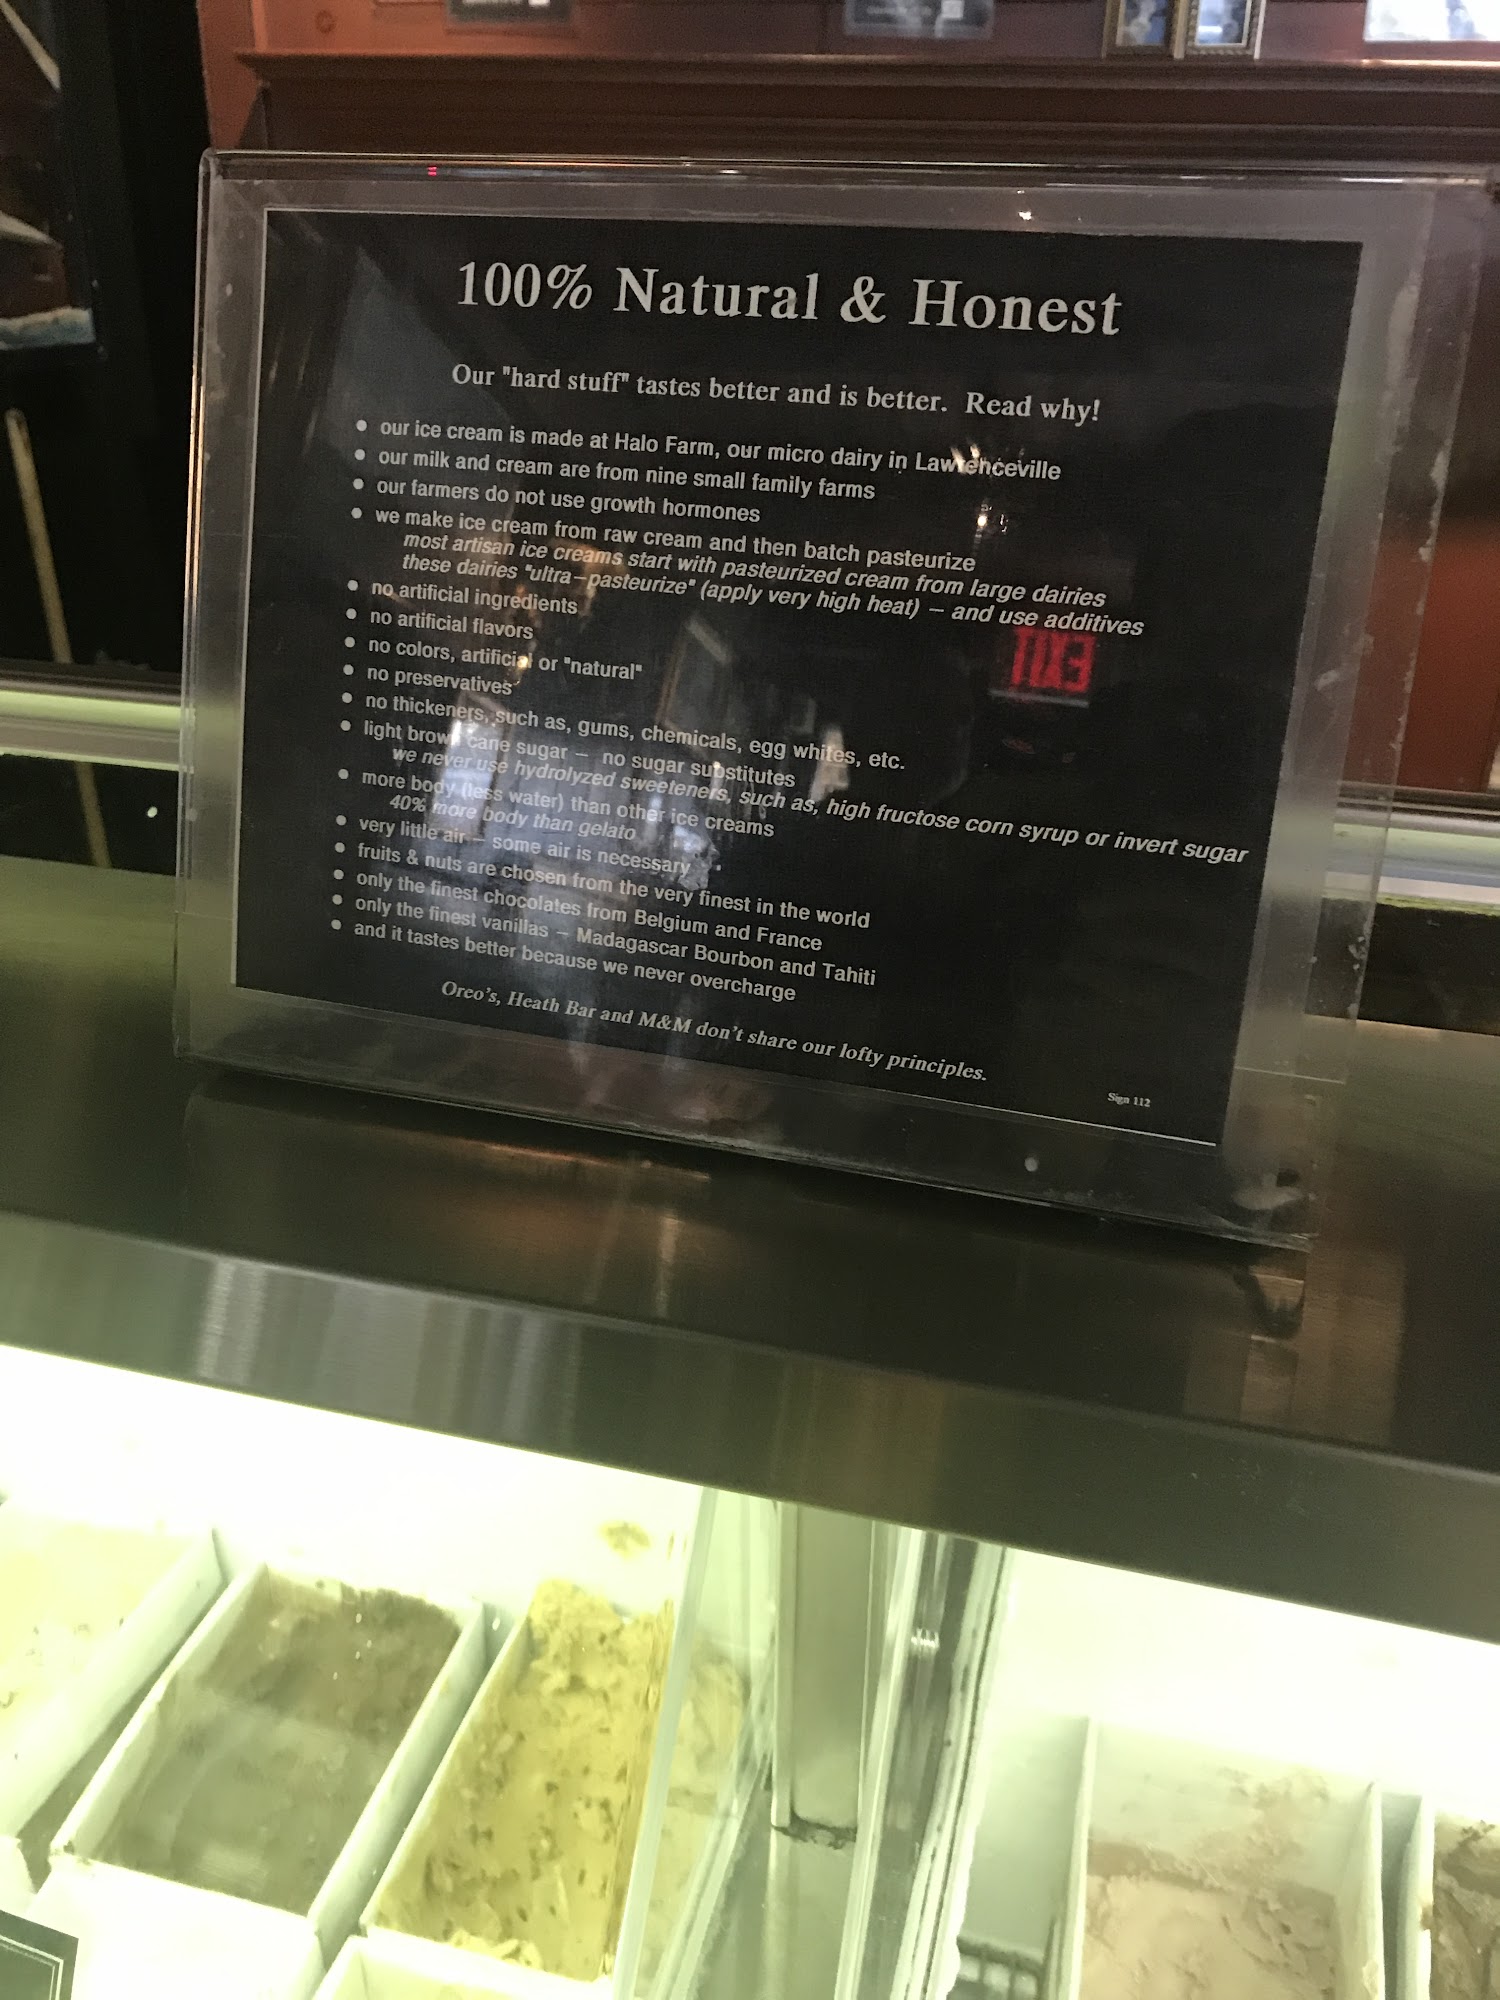 100% Natural & Honest
Our "hard stuff" tastes better and is better. Read why!
• our ice cream is made at Halo Farm, our micro dairy in Lawrenceville
• our milk and cream are from nine small family farms
• our farmers do not use growth hormones
• we make ice cream from raw cream and then batch pasteurize
most artisan ice creams start with pasteurized cream from large dairies
these dairies "ultra-pasteurize" (apply very high heat) – and use additives
• no artificial ingredients
• no artificial flavors
• no colors, artificial or "natural"
• no preservatives
• no thickeners, such as, gums, chemicals, egg whites, etc.
• light brown cane sugar – no sugar substitutes
we never use hydrolyzed sweeteners, such as, high fructose corn syrup or invert sugar
• more body (less water) than other ice creams
40% more body than gelato
• very little air – some air is necessary
• fruits & nuts are chosen from the very finest in the world
• only the finest chocolates from Belgium and France
• only the finest vanillas – Madagascar Bourbon and Tahiti
• and it tastes better because we never overcharge
Oreo's, Heath Bar and M&M don't share our lofty principles.
Sign 112
EXIT